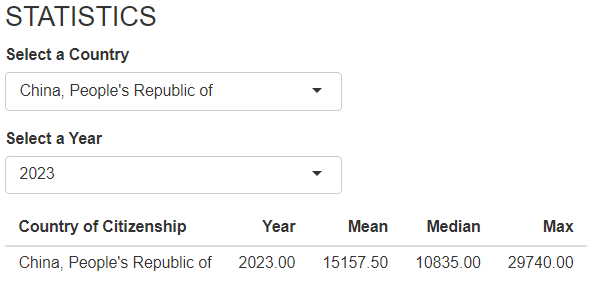 STATISTICS
Select a Country
China, People's Republic of
Select a Year
2023
Country of Citizenship Year Mean Median Max
China, People's Republic of 2023.00 15157.50 10835.00 29740.00